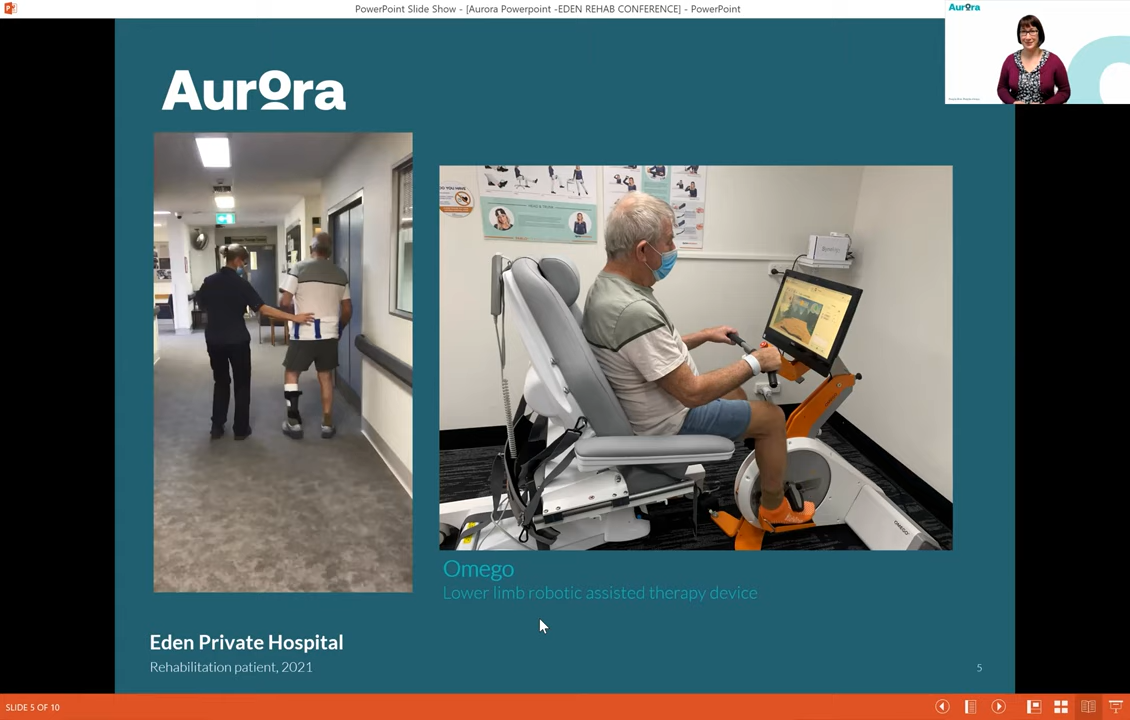 PowerPoint Slide Show - [Aurora Powerpoint -EDEN REHAB CONFERENCE] - PowerPoint
Aurora
Aurora
Omego
Lower limb robotic assisted therapy device
Eden Private Hospital
Rehabilitation patient, 2021
5
SLIDE 5 OF 10